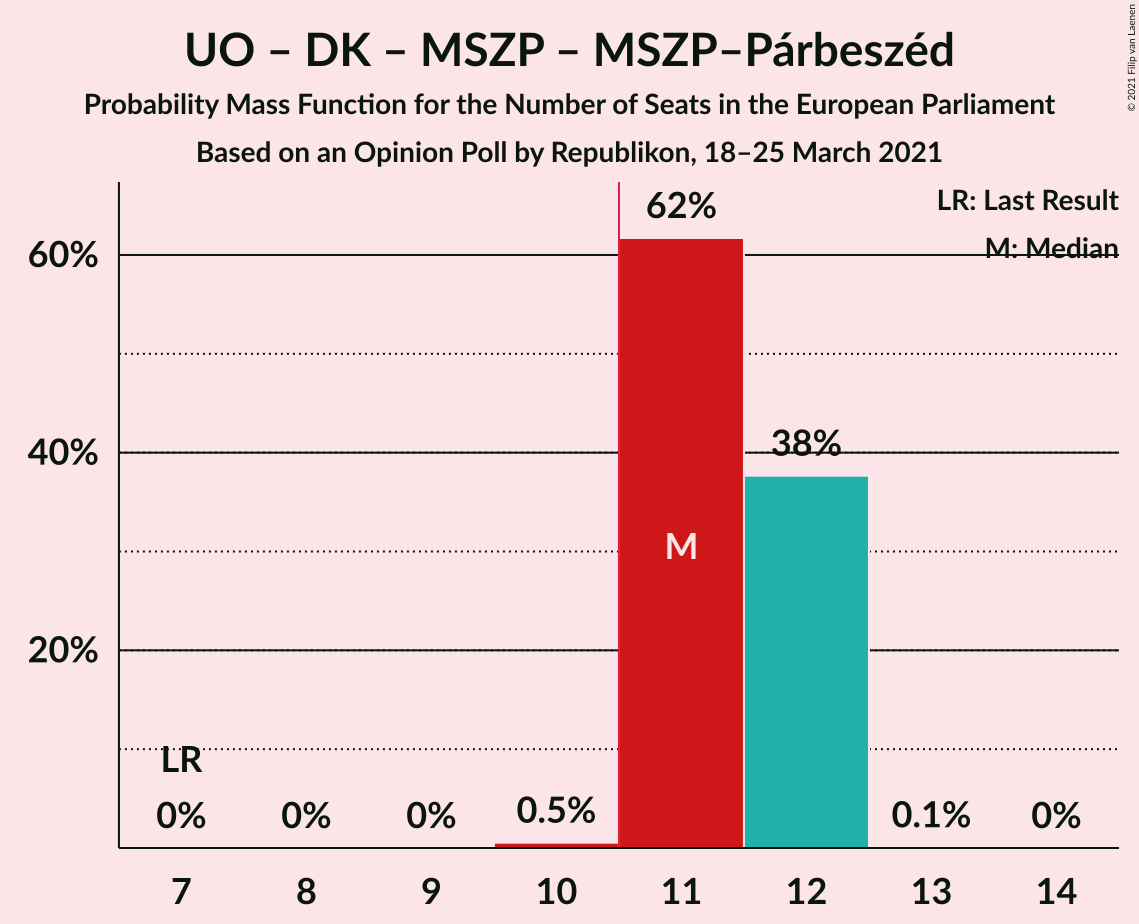 UO – DK – MSZP – MSZP–Párbeszéd
Probability Mass Function for the Number of Seats in the European Parliament
Based on an Opinion Poll by Republikon, 18–25 March 2021
© 2021 Filip van Laenen
LR: Last Result
M: Median
60%
40%
20%
62%
38%
M
LR
0%
0%
0%
0.5%
0.1%
0%
7
8
9
10
11
12
13
14